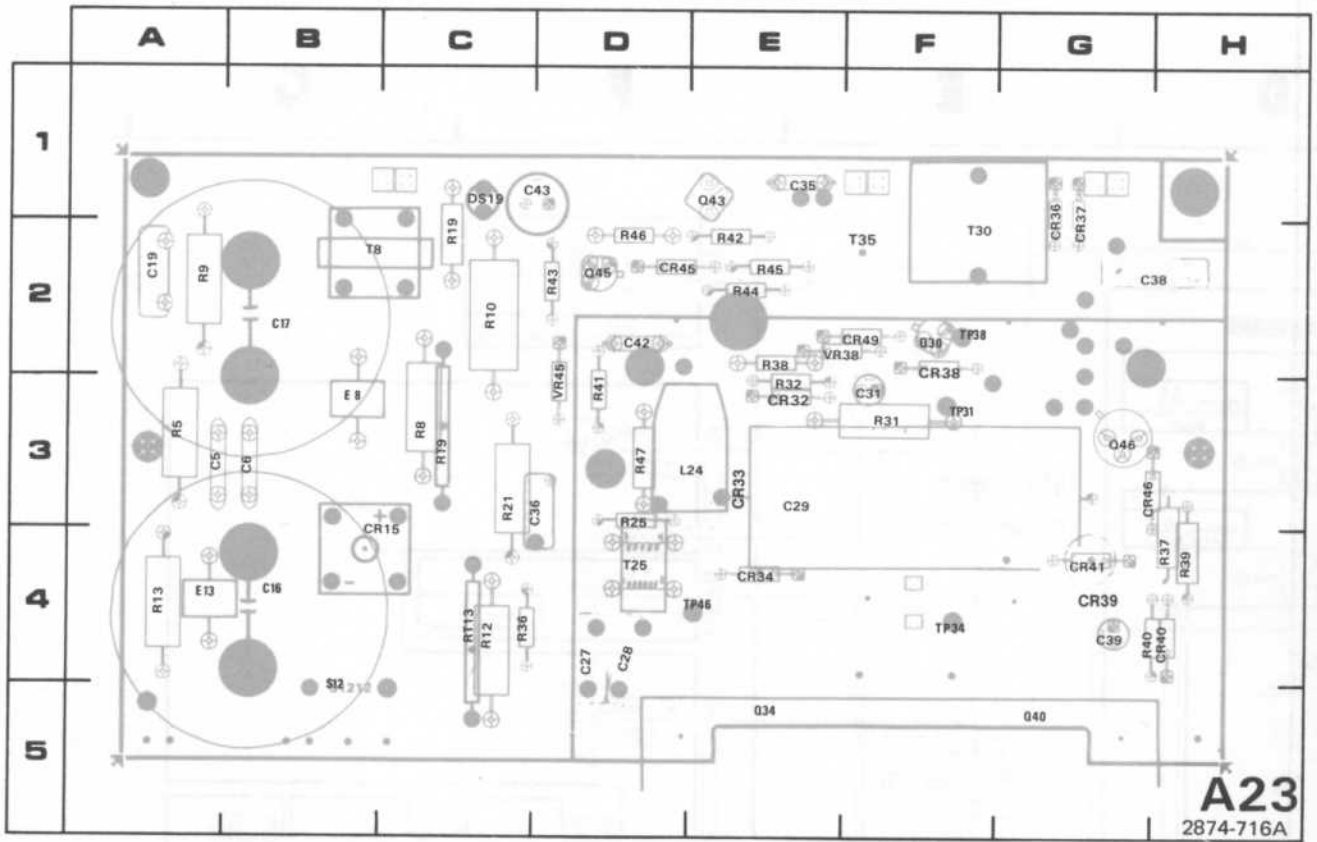 A B C D E F G H
1
DS19 C43 Q43 C35 CR36 CR37
C19 R9 T8 R19 R46 R42 T35 T30
2
R43 Q45 CR45 R45 C38
R10 R44
C17
C42 CR49 Q30 TP38
VR38
R38 CR38
VR45 R41 R32 C31
E8 CR32
R5 R8 RT9 R31 TP31
3
C5 C6 R47 L24 CR33 Q46
R21 C36 C29 CR46
R25
+ CR15 R37 R39
T25 CR41
R13 E13 C16 - CR34
4
RT13 R12 R36 TP46 CR39
TP34 C39 R40 CR40
C27 C28
S12
Q34 Q40
5
A23
2874-716A